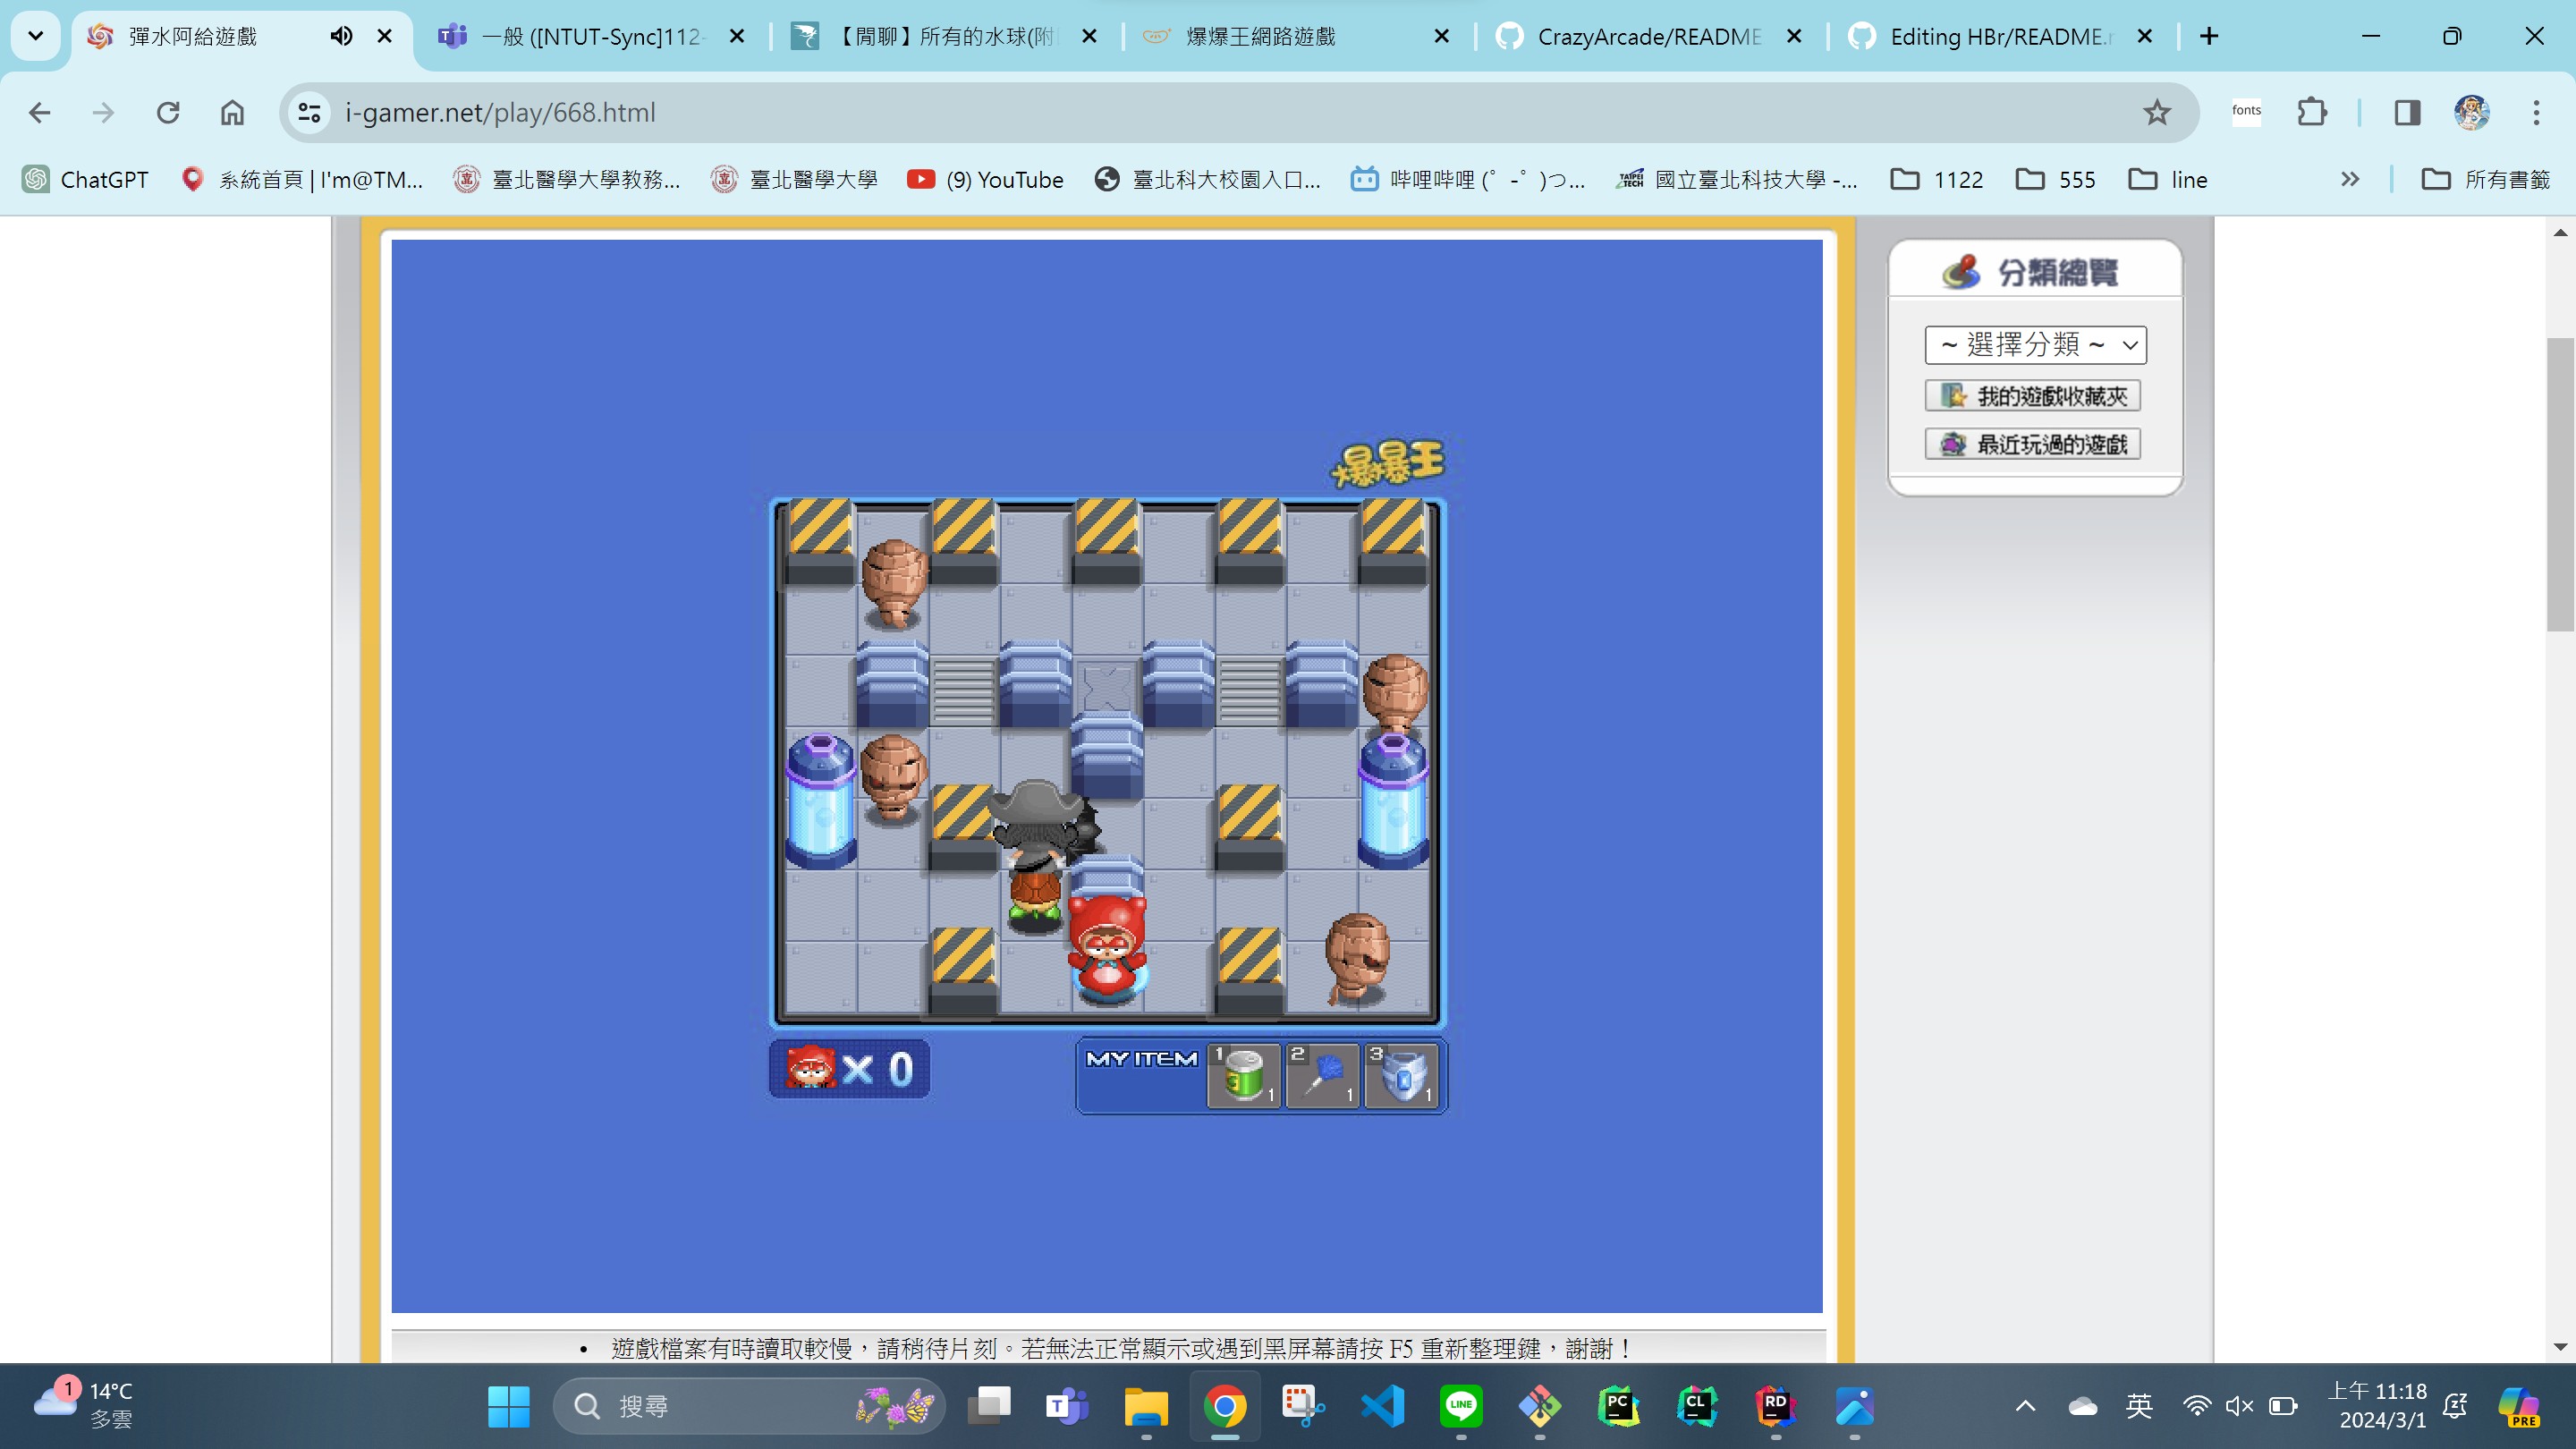 彈水阿給遊戲
一般 ([NTUT-Sync]112-
【閒聊】所有的水球(附
爆爆王網路遊戲
CrazyArcade/README
Editing HBr/README.m
i-gamer.net/play/668.html
fonts
ChatGPT
系統首頁 | I'm@TM...
臺北醫學大學教務...
臺北醫學大學
(9) YouTube
臺北科大校園入口...
哔哩哔哩 (゜-゜)つ...
TAIPEI TECH
國立臺北科技大學 -...
1122
555
line
所有書籤
分類總覽
~ 選擇分類 ~
我的遊戲收藏夾
最近玩過的遊戲
爆爆王
× 0
MY ITEM
1 1
2 1
3 1
• 遊戲檔案有時讀取較慢，請稍待片刻。若無法正常顯示或遇到黑屏幕請按 F5 重新整理鍵，謝謝！
1
14°C
多雲
搜尋
T
LINE
PC
CL
RD
英
上午 11:18
2024/3/1
PRE